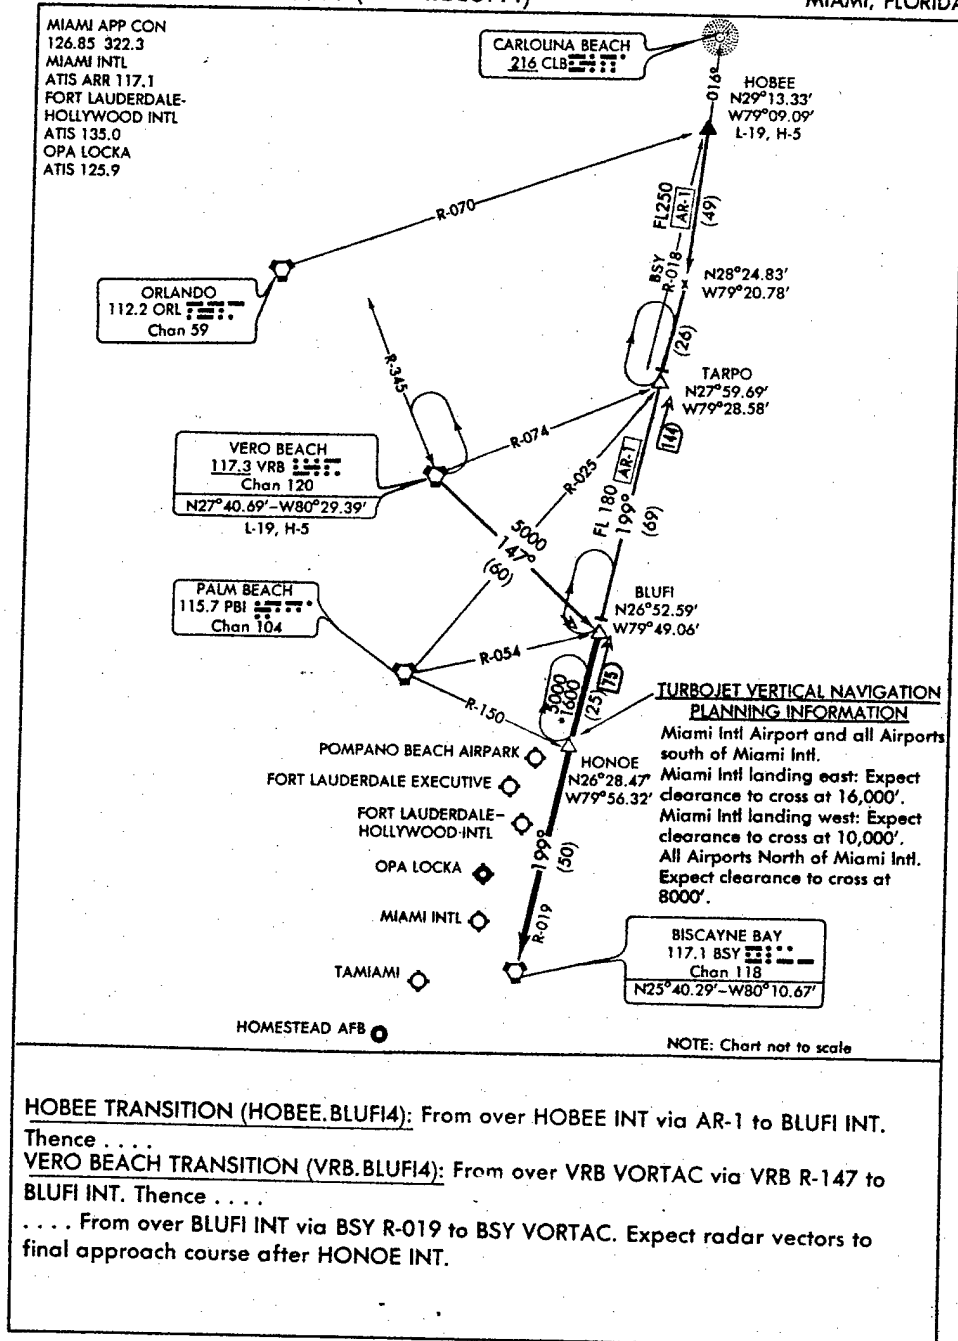 MIAMI, FLORIDA
MIAMI APP CON
126.85 322.3
MIAMI INTL
ATIS ARR 117.1
FORT LAUDERDALE-
HOLLYWOOD INTL
ATIS 135.0
OPA LOCKA
ATIS 125.9
CARLOUNA BEACH
216 CLB
016°
HOBEE
N29°13.33'
W79°09.09'
L-19, H-5
R-070
FL250
AR-1
(49)
BSY
R-018
N28°24.83'
W79°20.78'
ORLANDO
112.2 ORL
Chan 59
(26)
R-345
TARPO
N27°59.69'
W79°28.58'
144
VERO BEACH
117.3 VRB
Chan 120
N27°40.69'-W80°29.39'
L-19, H-5
R-074
R-025
FL 180
AR-1
199°
(69)
5000
147°
(60)
PALM BEACH
115.7 PBI
Chan 104
BLUFI
N26°52.59'
W79°49.06'
R-054
R-150
5000
*1600
(25)
175
TURBOJET VERTICAL NAVIGATION
PLANNING INFORMATION
Miami Intl Airport and all Airports
south of Miami Intl.
Miami Intl landing east: Expect
clearance to cross at 16,000'.
Miami Intl landing west: Expect
clearance to cross at 10,000'.
All Airports North of Miami Intl.
Expect clearance to cross at
8000'.
HONOE
N26°28.47'
W79°56.32'
POMPANO BEACH AIRPARK
FORT LAUDERDALE EXECUTIVE
FORT LAUDERDALE-
HOLLYWOOD-INTL
OPA LOCKA
MIAMI INTL
TAMIAMI
HOMESTEAD AFB
199°
(50)
R-019
BISCAYNE BAY
117.1 BSY
Chan 118
N25°40.29'-W80°10.67'
NOTE: Chart not to scale
HOBEE TRANSITION (HOBEE.BLUFI4): From over HOBEE INT via AR-1 to BLUFI INT.
Thence . . . .
VERO BEACH TRANSITION (VRB.BLUFI4): From over VRB VORTAC via VRB R-147 to
BLUFI INT. Thence . . . .
. . . . From over BLUFI INT via BSY R-019 to BSY VORTAC. Expect radar vectors to
final approach course after HONOE INT.